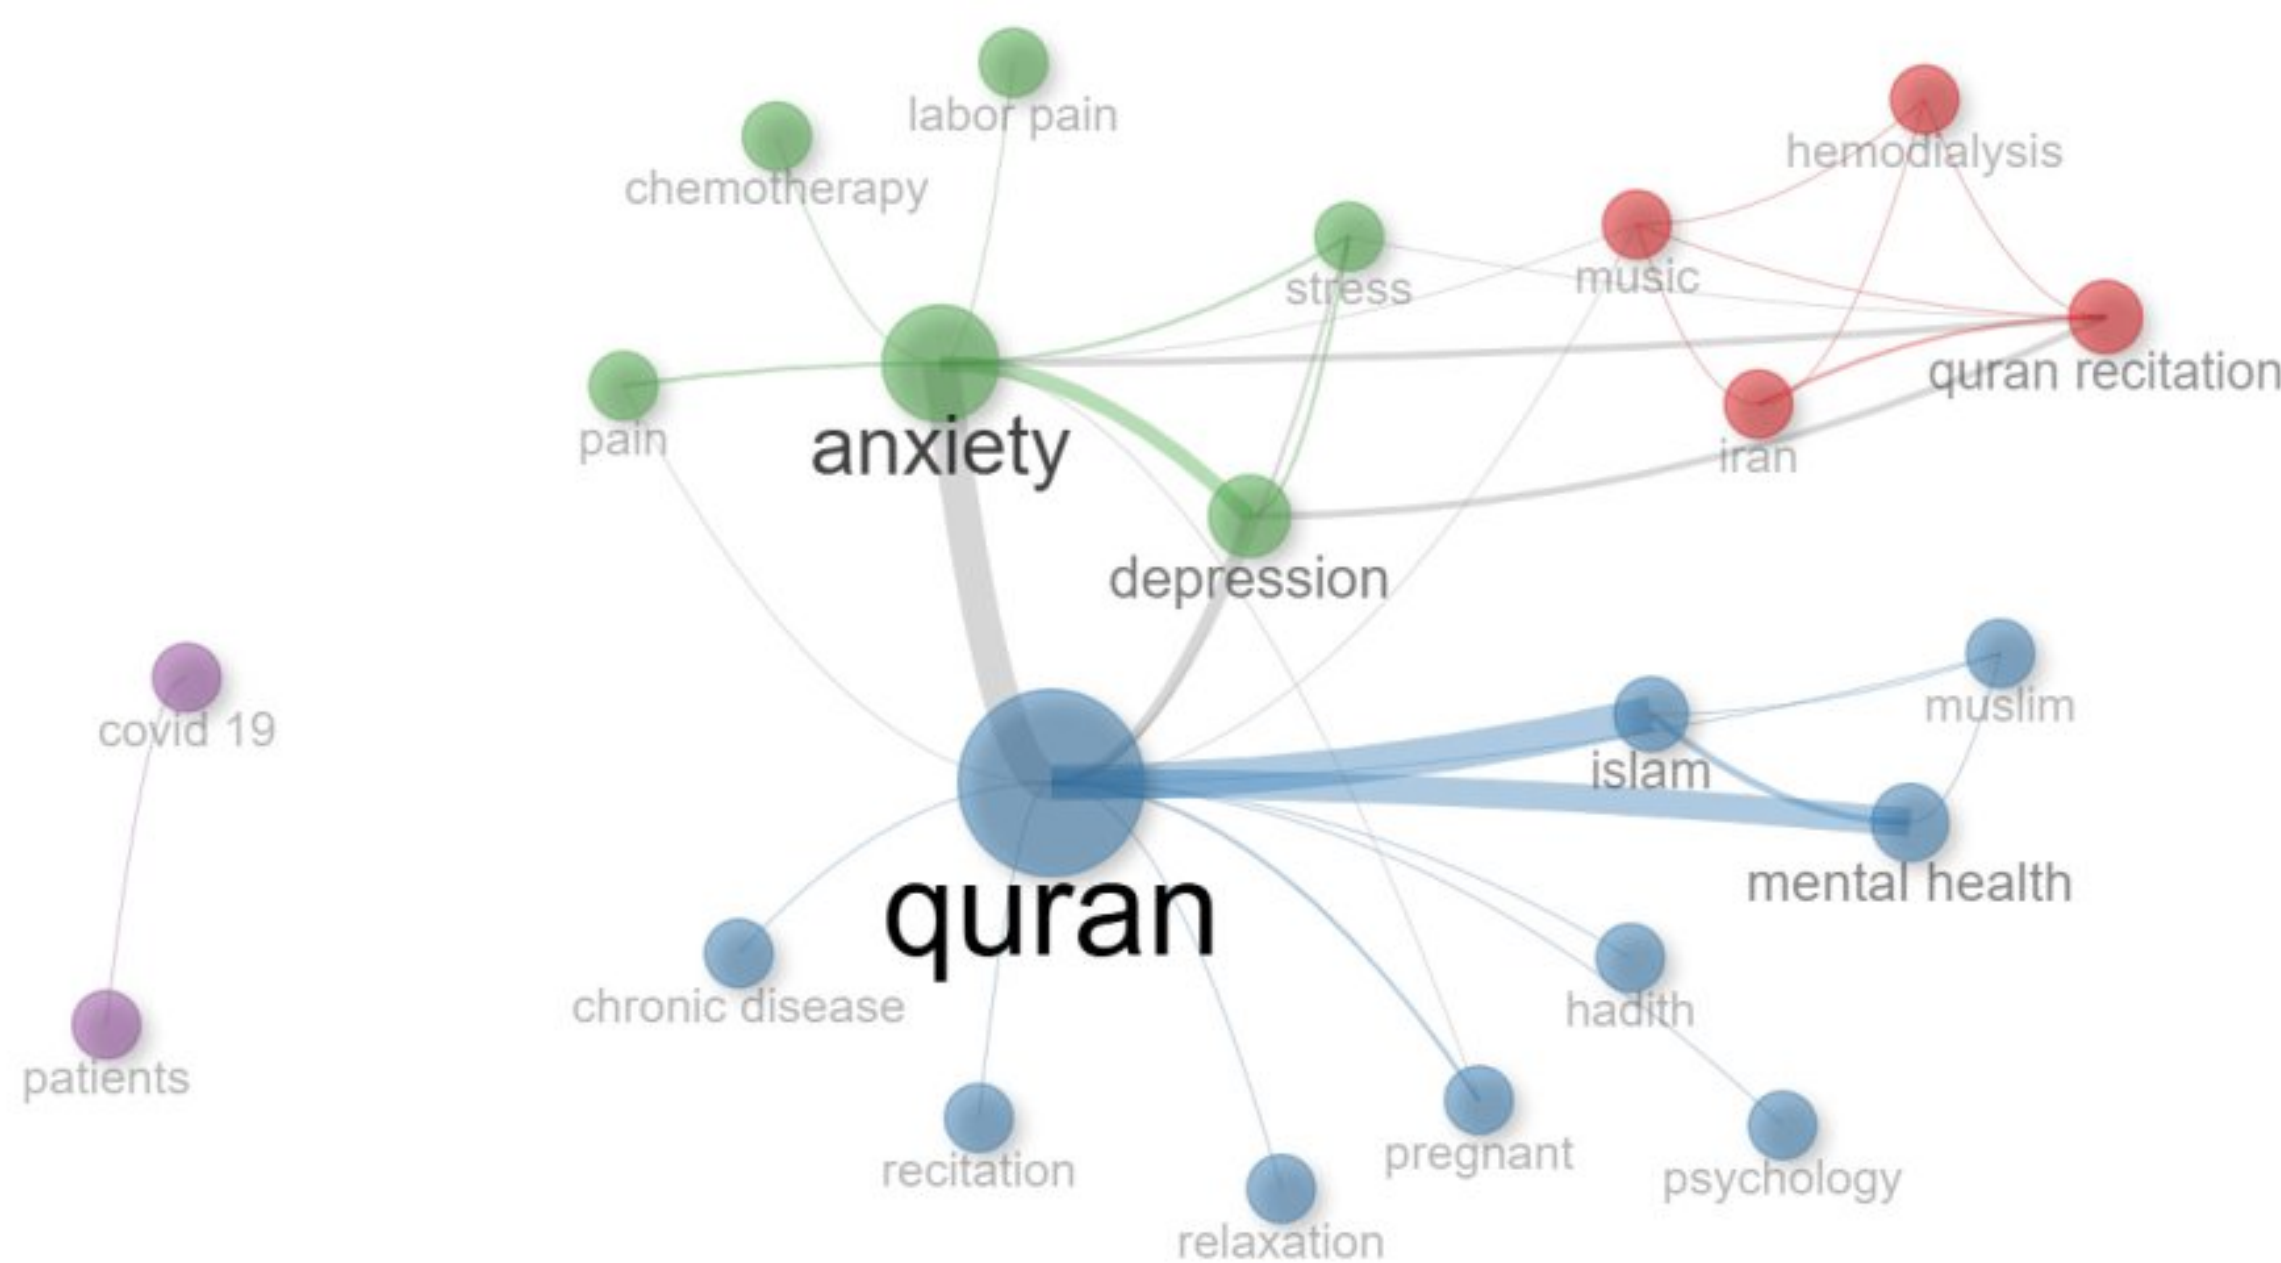 labor pain
chemotherapy
hemodialysis
stress
music
quran recitation
pain
anxiety
iran
depression
covid 19
muslim
islam
mental health
quran
chronic disease
hadith
patients
recitation
pregnant
psychology
relaxation